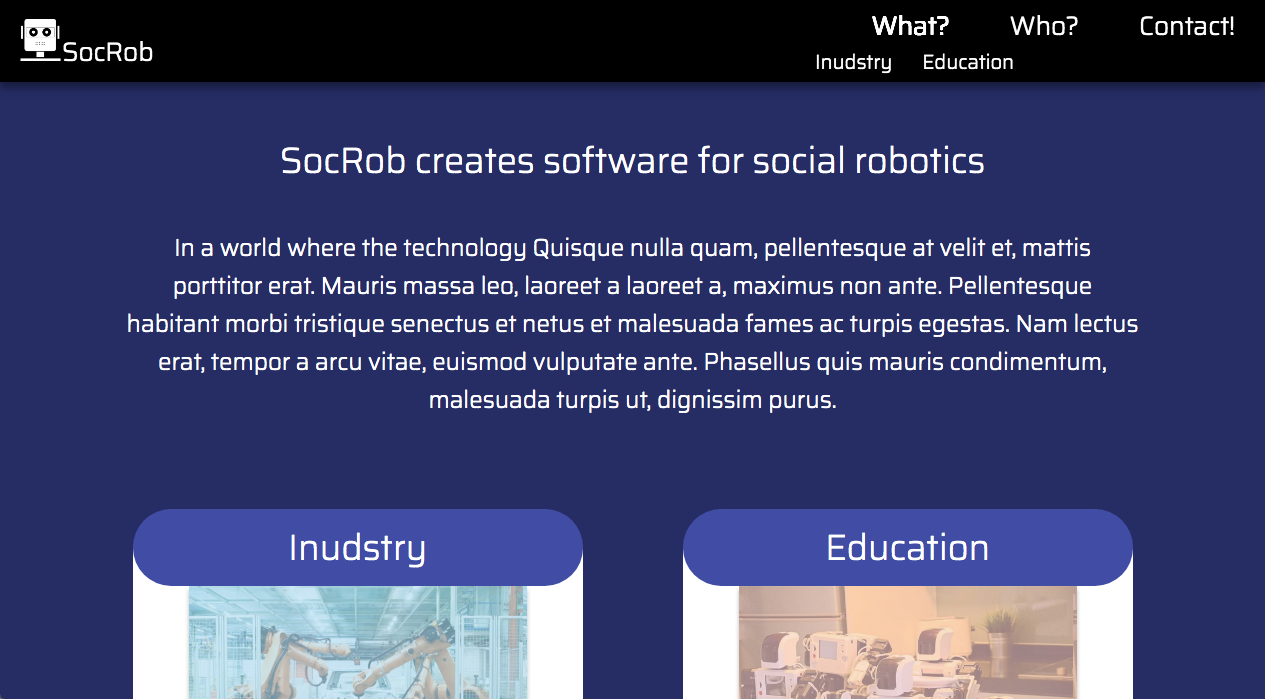 SocRob
What? Who? Contact!
Inudstry Education
SocRob creates software for social robotics
In a world where the technology Quisque nulla quam, pellentesque at velit et, mattis
porttitor erat. Mauris massa leo, laoreet a laoreet a, maximus non ante. Pellentesque
habitant morbi tristique senectus et netus et malesuada fames ac turpis egestas. Nam lectus
erat, tempor a arcu vitae, euismod vulputate ante. Phasellus quis mauris condimentum,
malesuada turpis ut, dignissim purus.
Inudstry Education